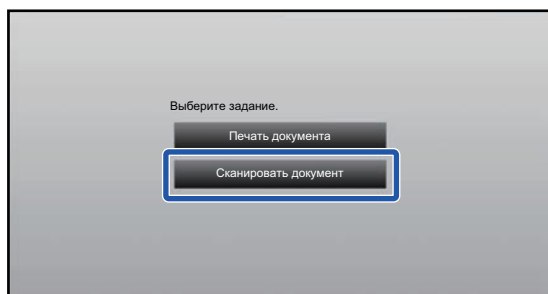 Выберите задание.
Печать документа
Сканировать документ